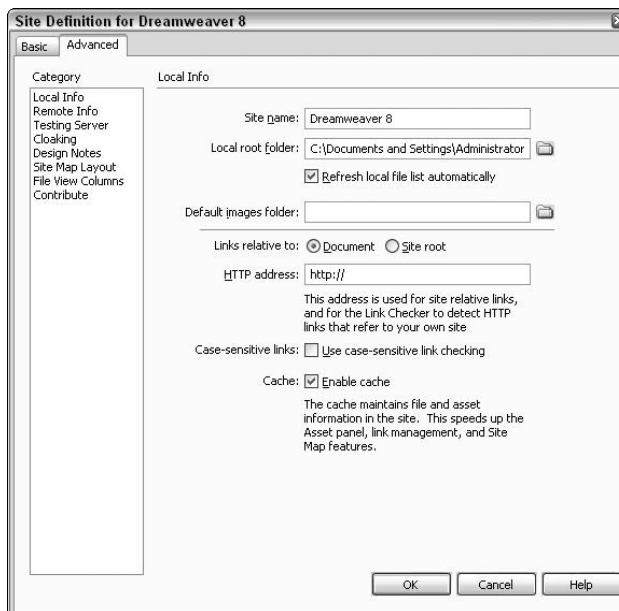 Site Definition for Dreamweaver 8
Basic
Advanced
Category
Local Info
Remote Info
Testing Server
Cloaking
Design Notes
Site Map Layout
File View Columns
Contribute
Local Info
Site name: Dreamweaver 8
Local root folder: C:\Documents and Settings\Administrator
Refresh local file list automatically
Default images folder:
Links relative to: Document Site root
HTTP address: http://
This address is used for site relative links,
and for the Link Checker to detect HTTP
links that refer to your own site
Case-sensitive links: Use case-sensitive link checking
Cache: Enable cache
The cache maintains file and asset
information in the site. This speeds up the
Asset panel, link management, and Site
Map features.
OK Cancel Help